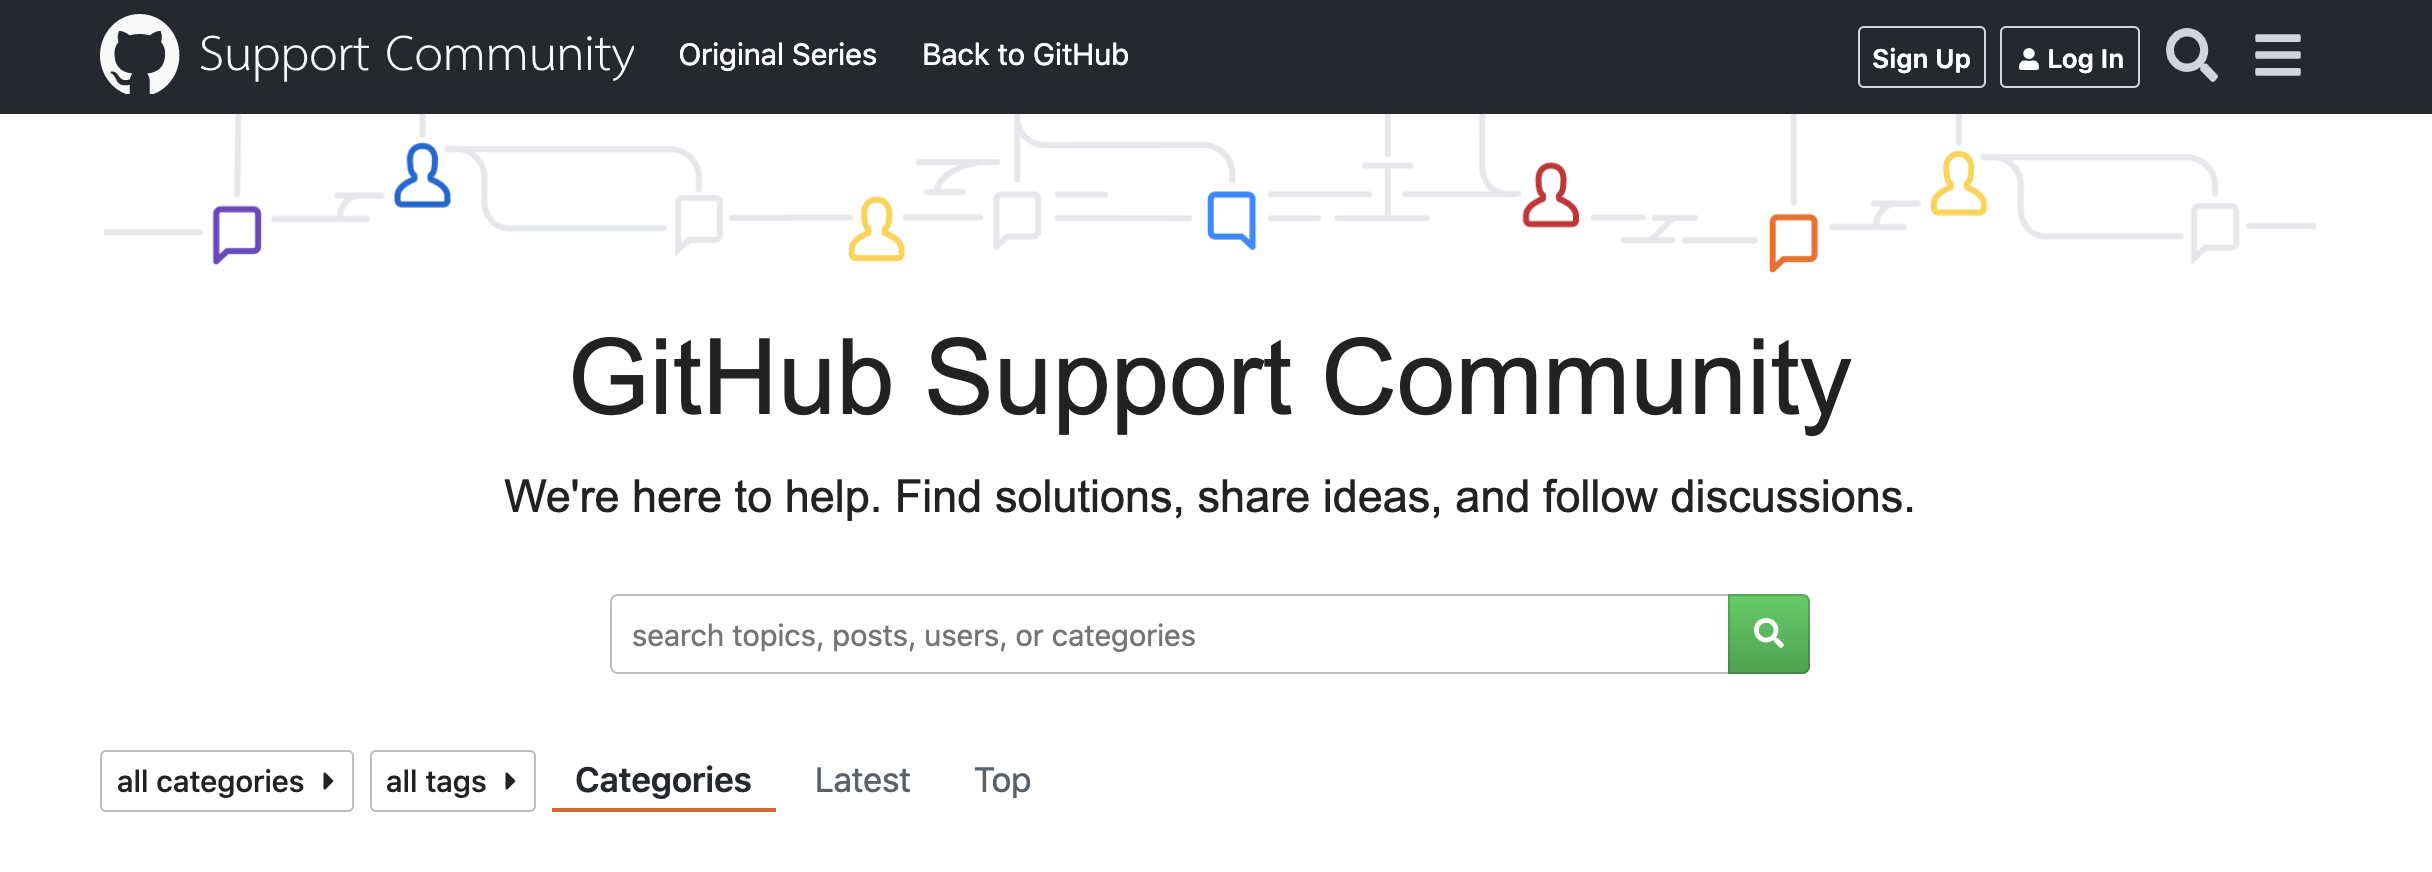 Support Community Original Series Back to GitHub Sign Up Log In
GitHub Support Community
We're here to help. Find solutions, share ideas, and follow discussions.
search topics, posts, users, or categories
all categories all tags Categories Latest Top